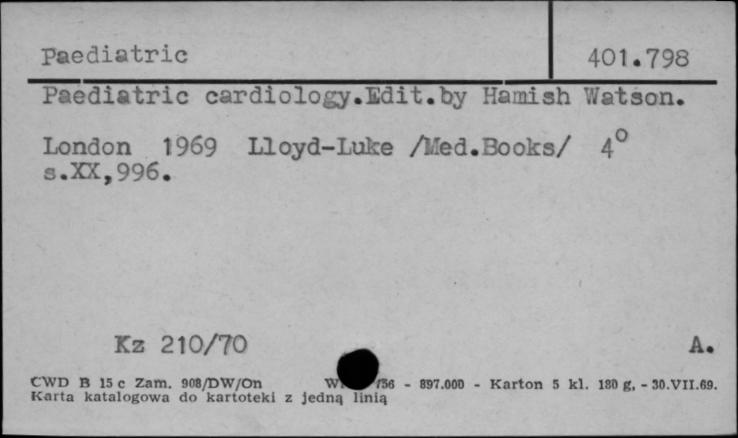 Paediatric
401.798
Paediatric cardiology.Edit.by Hamish Watson.
London 1969 Lloyd-Luke /Med.Books/ 4°
s.XX,996.
Kz 210/70 A.
CWD B 15 c Zam. 908/DW/On /56 - 897.000 - Karton 5 kl. 180 g, - 30.VII.69.
Karta katalogowa do kartoteki z jedną linią